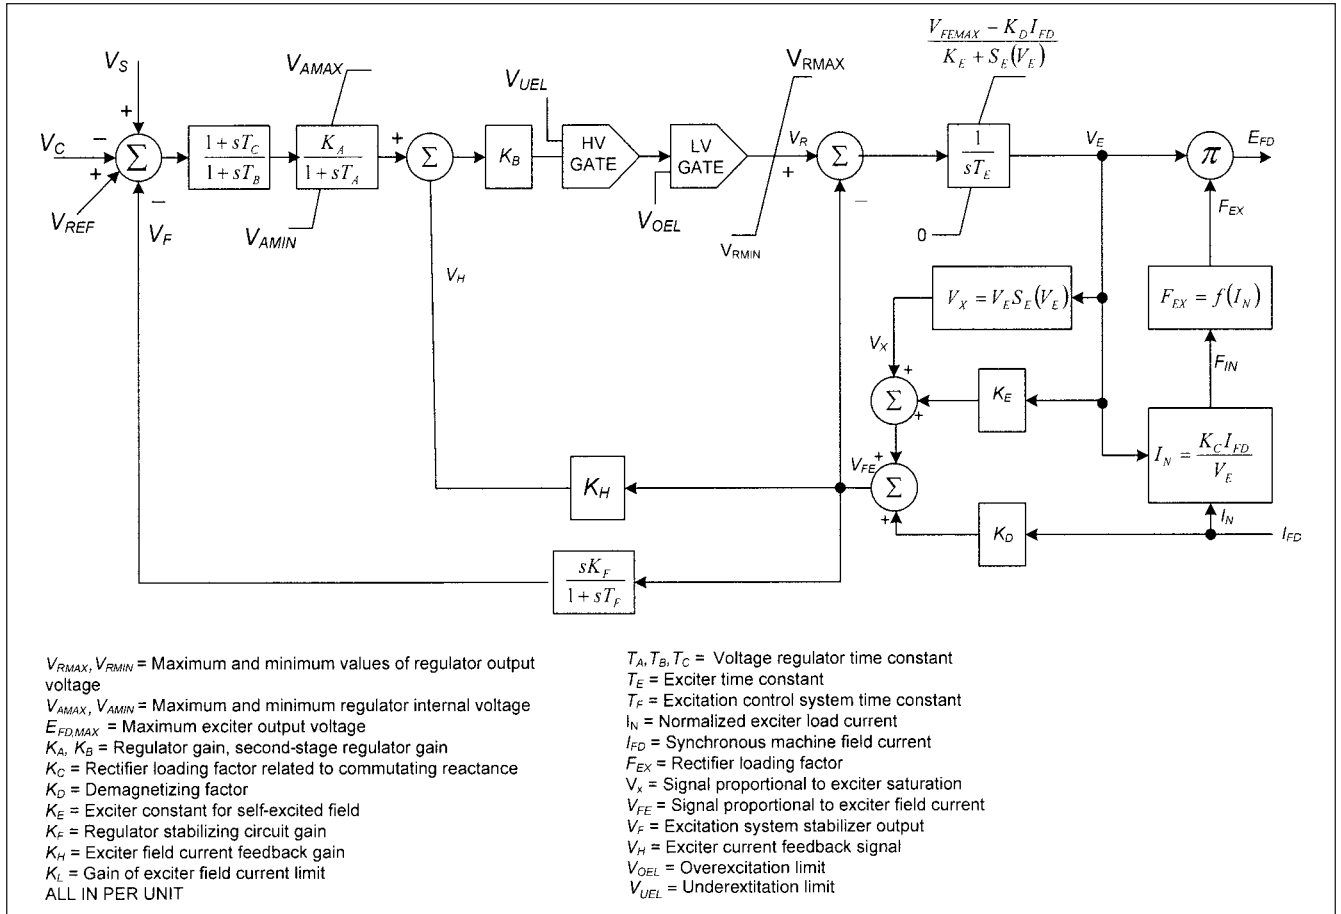 V_S
+
V_C
−
+
V_REF
−
V_F
Σ
1 + sT_C
1 + sT_B
V_AMAX
K_A
1 + sT_A
V_AMIN
+
Σ
V_H
K_B
V_UEL
HV
GATE
V_OEL
LV
GATE
V_RMAX
V_R
+
V_RMIN
Σ
−
V_FEMAX − K_D I_FD
K_E + S_E(V_E)
1
sT_E
0
V_E
π
E_FD
F_EX
F_EX = f(I_N)
F_IN
I_N = K_C I_FD
V_E
I_N
I_FD
V_X = V_E S_E(V_E)
V_X
+
Σ
+
K_E
V_FE
+
Σ
+
K_D
K_H
sK_F
1 + sT_F
V_RMAX, V_RMIN = Maximum and minimum values of regulator output
voltage
V_AMAX, V_AMIN = Maximum and minimum regulator internal voltage
E_FD,MAX = Maximum exciter output voltage
K_A, K_B = Regulator gain, second-stage regulator gain
K_C = Rectifier loading factor related to commutating reactance
K_D = Demagnetizing factor
K_E = Exciter constant for self-excited field
K_F = Regulator stabilizing circuit gain
K_H = Exciter field current feedback gain
K_L = Gain of exciter field current limit
ALL IN PER UNIT
T_A, T_B, T_C = Voltage regulator time constant
T_E = Exciter time constant
T_F = Excitation control system time constant
I_N = Normalized exciter load current
I_FD = Synchronous machine field current
F_EX = Rectifier loading factor
V_x = Signal proportional to exciter saturation
V_FE = Signal proportional to exciter field current
V_F = Excitation system stabilizer output
V_H = Exciter current feedback signal
V_OEL = Overexcitation limit
V_UEL = Underextitation limit